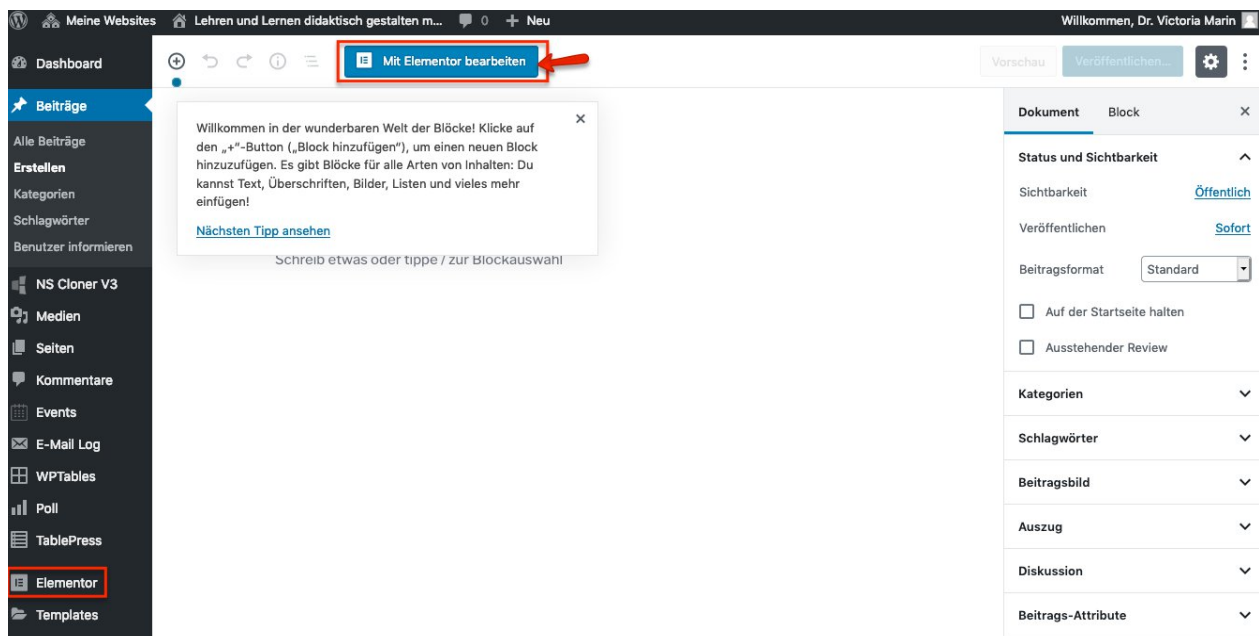 Meine Websites Lehren und Lernen didaktisch gestalten m... 0 + Neu Willkommen, Dr. Victoria Marin
Dashboard
Beiträge
Alle Beiträge
Erstellen
Kategorien
Schlagwörter
Benutzer informieren
NS Cloner V3
Medien
Seiten
Kommentare
Events
E-Mail Log
WPTables
Poll
TablePress
Elementor
Templates
Mit Elementor bearbeiten
Vorschau Veröffentlichen...
Willkommen in der wunderbaren Welt der Blöcke! Klicke auf
den „+“-Button („Block hinzufügen“), um einen neuen Block
hinzuzufügen. Es gibt Blöcke für alle Arten von Inhalten: Du
kannst Text, Überschriften, Bilder, Listen und vieles mehr
einfügen!
Nächsten Tipp ansehen
Schreib etwas oder tippe / zur Blockauswahl
Dokument Block
Status und Sichtbarkeit
Sichtbarkeit Öffentlich
Veröffentlichen Sofort
Beitragsformat Standard
Auf der Startseite halten
Ausstehender Review
Kategorien
Schlagwörter
Beitragsbild
Auszug
Diskussion
Beitrags-Attribute